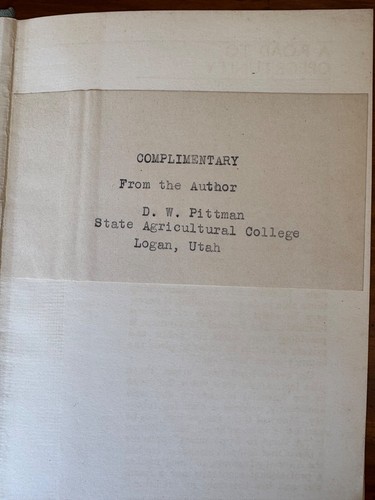 COMPLIMENTARY
From the Author
D. W. Pittman
State Agricultural College
Logan, Utah